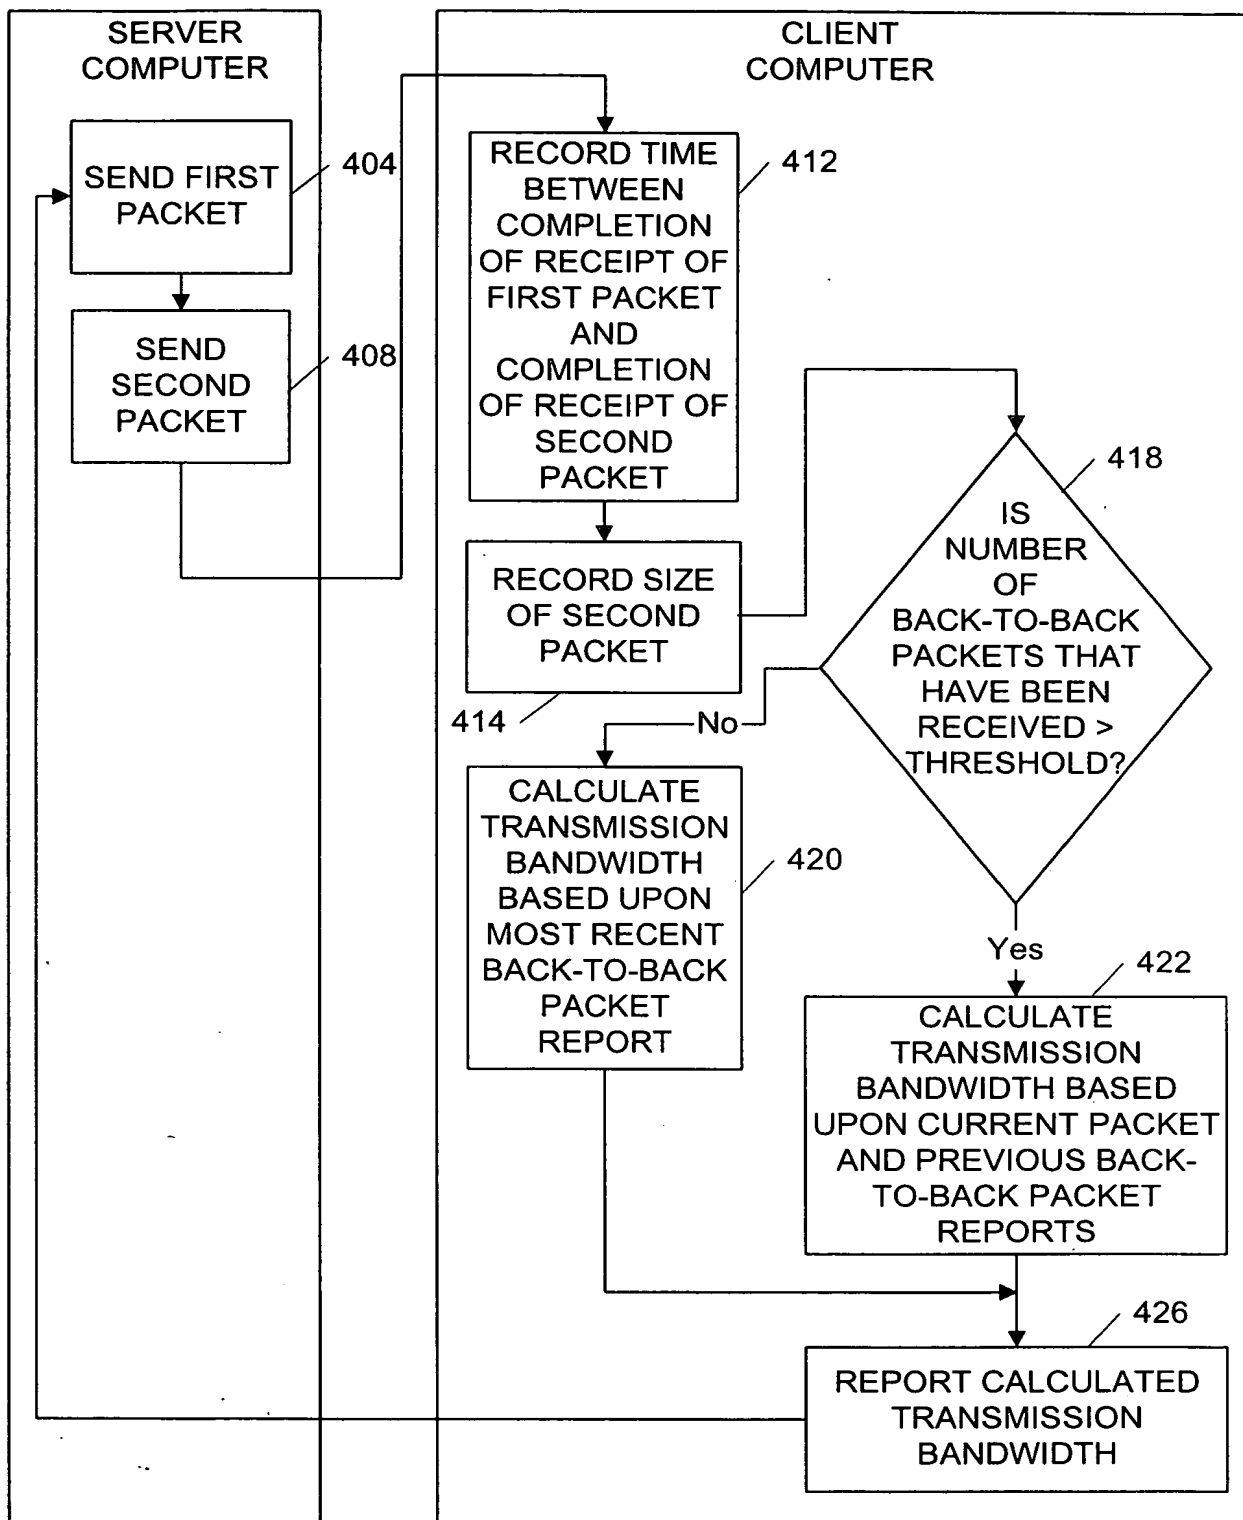 SERVER
COMPUTER
SEND FIRST
PACKET
404
SEND
SECOND
PACKET
408
CLIENT
COMPUTER
RECORD TIME
BETWEEN
COMPLETION
OF RECEIPT OF
FIRST PACKET
AND
COMPLETION
OF RECEIPT OF
SECOND
PACKET
412
RECORD SIZE
OF SECOND
PACKET
414
IS
NUMBER
OF
BACK-TO-BACK
PACKETS THAT
HAVE BEEN
RECEIVED >
THRESHOLD?
418
No
CALCULATE
TRANSMISSION
BANDWIDTH
BASED UPON
MOST RECENT
BACK-TO-BACK
PACKET
REPORT
420
Yes
CALCULATE
TRANSMISSION
BANDWIDTH BASED
UPON CURRENT PACKET
AND PREVIOUS BACK-
TO-BACK PACKET
REPORTS
422
REPORT CALCULATED
TRANSMISSION
BANDWIDTH
426